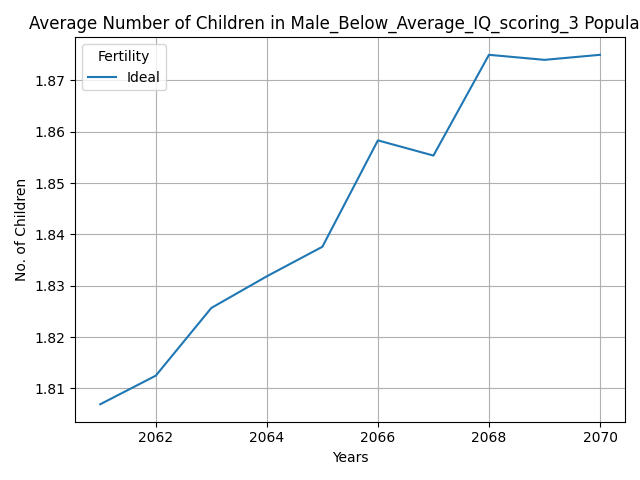 Average Number of Children in Male_Below_Average_IQ_scoring_3 Popula
Fertility
Ideal
1.87
1.86
1.85
1.84
1.83
1.82
1.81
No. of Children
2062 2064 2066 2068 2070
Years